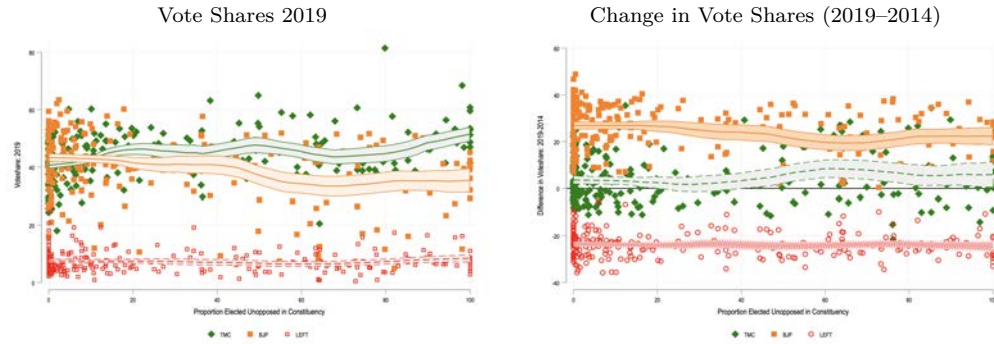 Vote Shares 2019
Change in Vote Shares (2019–2014)
80
60
40
20
0
Voteshare: 2019
0 20 40 60 80 100
Proportion Elected Unopposed in Constituency
TMC BJP LEFT
60
40
20
0
-20
-40
Difference in Voteshare: 2019-2014
0 20 40 60 80 100
Proportion Elected Unopposed in Constituency
TMC BJP LEFT